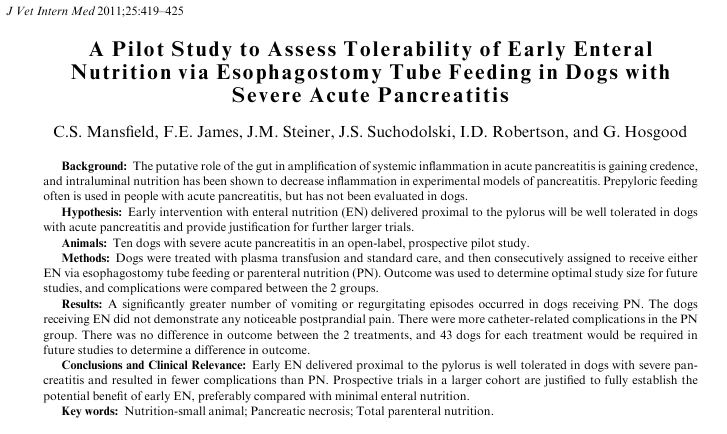 J Vet Intern Med 2011;25:419–425
A Pilot Study to Assess Tolerability of Early Enteral
Nutrition via Esophagostomy Tube Feeding in Dogs with
Severe Acute Pancreatitis
C.S. Mansfield, F.E. James, J.M. Steiner, J.S. Suchodolski, I.D. Robertson, and G. Hosgood
Background: The putative role of the gut in amplification of systemic inflammation in acute pancreatitis is gaining credence,
and intraluminal nutrition has been shown to decrease inflammation in experimental models of pancreatitis. Prepyloric feeding
often is used in people with acute pancreatitis, but has not been evaluated in dogs.
Hypothesis: Early intervention with enteral nutrition (EN) delivered proximal to the pylorus will be well tolerated in dogs
with acute pancreatitis and provide justification for further larger trials.
Animals: Ten dogs with severe acute pancreatitis in an open-label, prospective pilot study.
Methods: Dogs were treated with plasma transfusion and standard care, and then consecutively assigned to receive either
EN via esophagostomy tube feeding or parenteral nutrition (PN). Outcome was used to determine optimal study size for future
studies, and complications were compared between the 2 groups.
Results: A significantly greater number of vomiting or regurgitating episodes occurred in dogs receiving PN. The dogs
receiving EN did not demonstrate any noticeable postprandial pain. There were more catheter-related complications in the PN
group. There was no difference in outcome between the 2 treatments, and 43 dogs for each treatment would be required in
future studies to determine a difference in outcome.
Conclusions and Clinical Relevance: Early EN delivered proximal to the pylorus is well tolerated in dogs with severe pan-
creatitis and resulted in fewer complications than PN. Prospective trials in a larger cohort are justified to fully establish the
potential benefit of early EN, preferably compared with minimal enteral nutrition.
Key words: Nutrition-small animal; Pancreatic necrosis; Total parenteral nutrition.